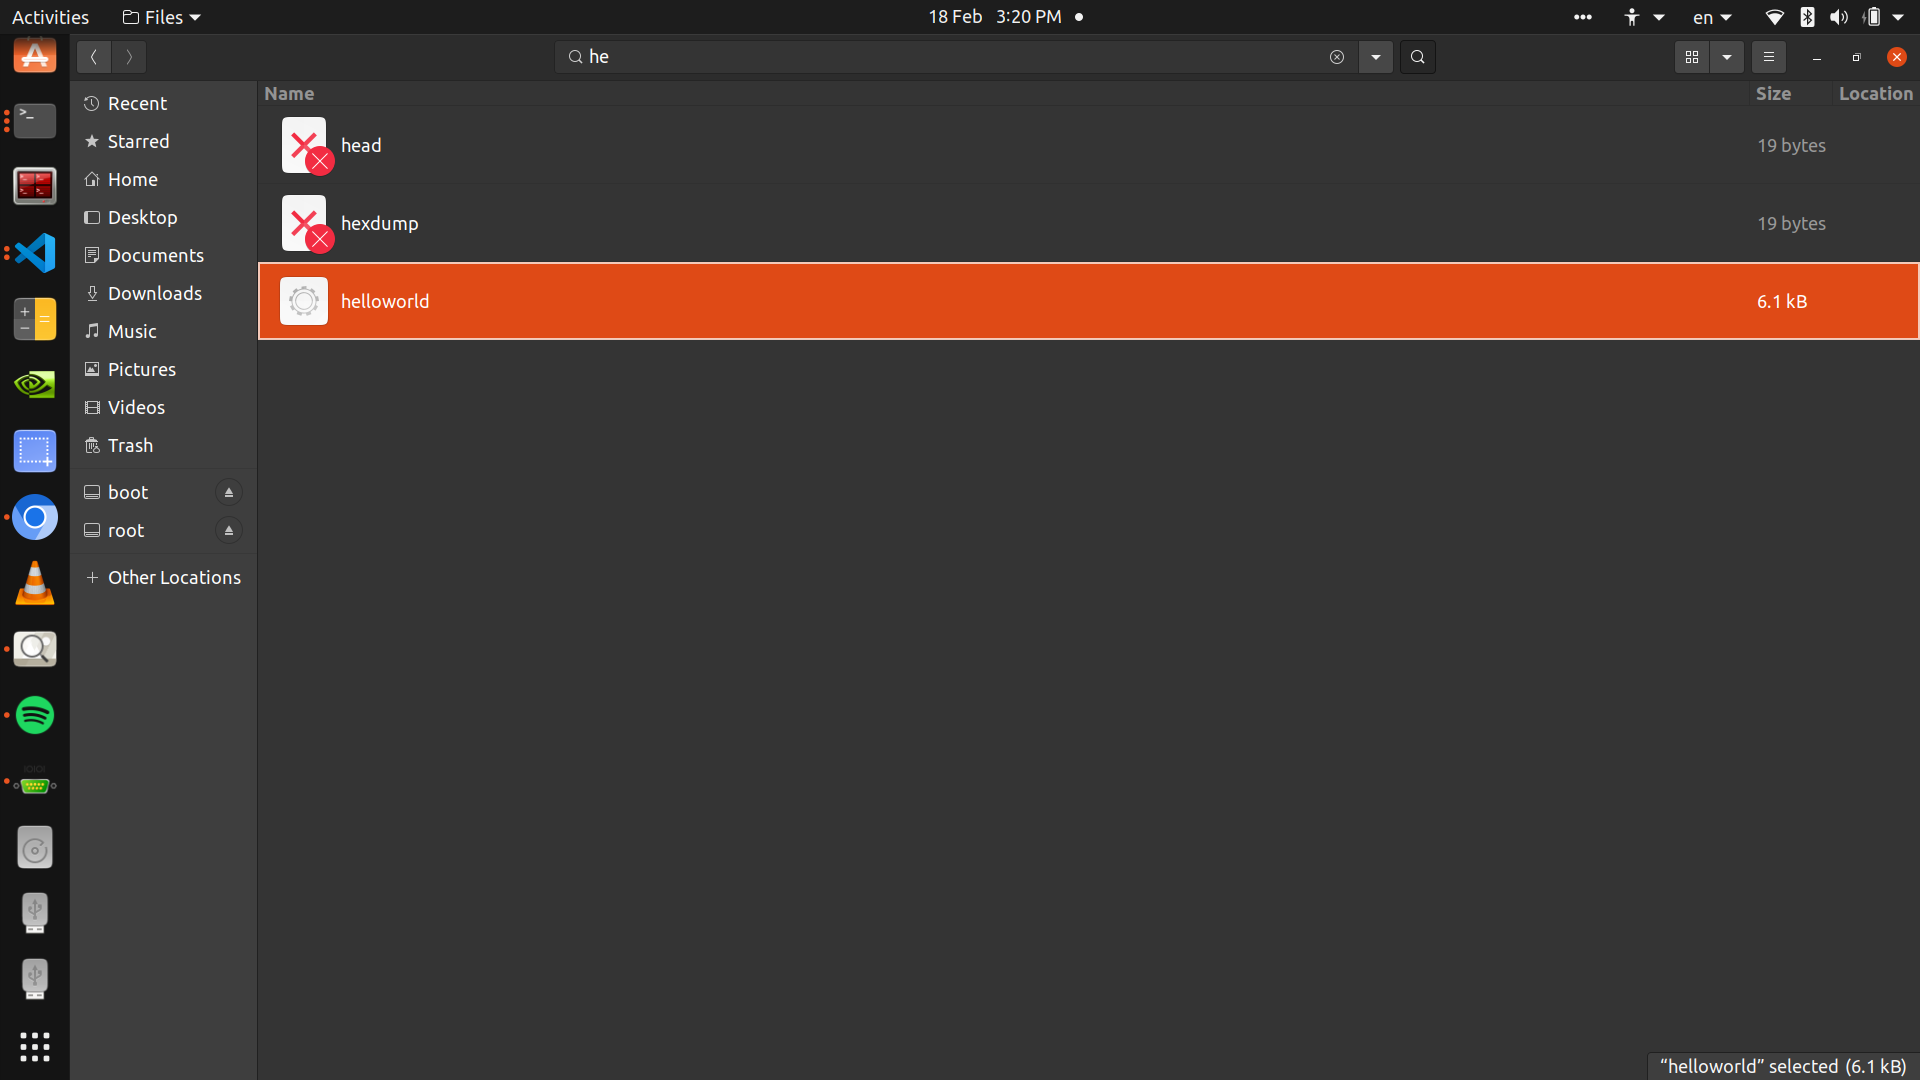 Activities
Files
18 Feb 3:20 PM
en
he
Recent
Starred
Home
Desktop
Documents
Downloads
Music
Pictures
Videos
Trash
boot
root
Other Locations
Name Size Location
head 19 bytes
hexdump 19 bytes
helloworld 6.1 kB
“helloworld” selected (6.1 kB)